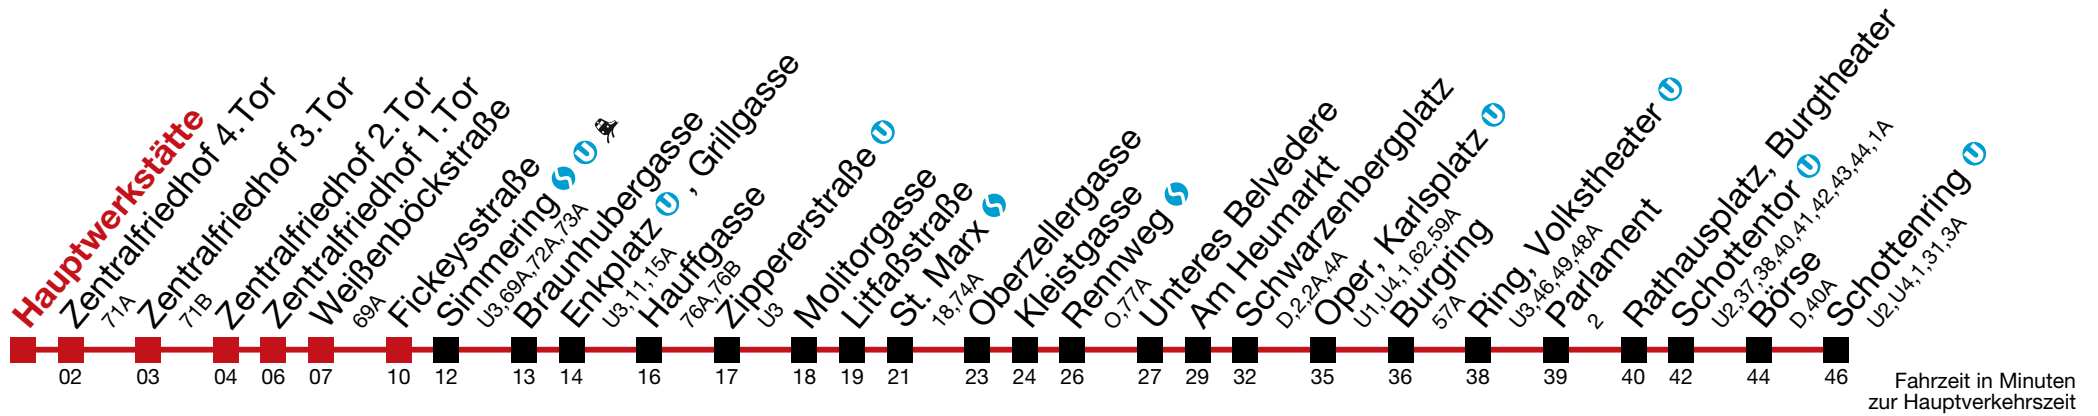 Hauptwerkstätte
Zentralfriedhof 4.Tor
71A
Zentralfriedhof 3.Tor
71B
Zentralfriedhof 2.Tor
Zentralfriedhof 1.Tor
Weißenböckstraße
69A
Fickeysstraße
Simmering
U3,69A,72A,73A
Braunhubergasse
Enkplatz U , Grillgasse
U3,11,15A
Hauffgasse
76A,76B
Zippererstraße U
U3
Molitorgasse
Litfaßstraße
St. Marx
18,74A
Oberzellergasse
Kleistgasse
Rennweg
O,77A
Unteres Belvedere
Am Heumarkt
Schwarzenbergplatz
D,2,2A,4A
Oper, Karlsplatz U
U1,U4,1,62,59A
Burgring
57A
Ring, Volkstheater U
U3,46,49,48A
Parlament
2
Rathausplatz, Burgtheater
Schottentor U
U2,37,38,40,41,42,43,44,1A
Börse
D,40A
Schottenring U
U2,U4,1,31,3A
02 03 04 06 07 10 12 13 14 16 17 18 19 21 23 24 26 27 29 32 35 36 38 39 40 42 44 46
Fahrzeit in Minuten
zur Hauptverkehrszeit